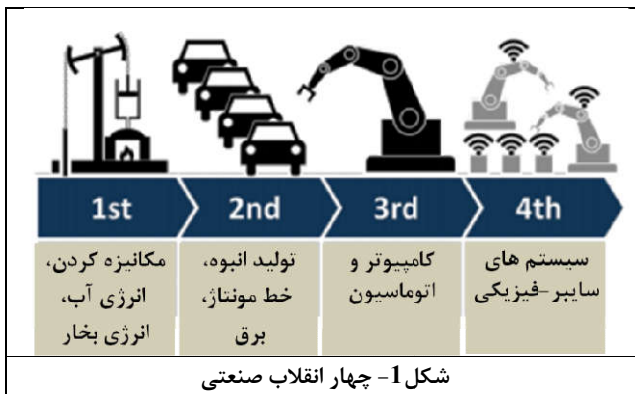 1st
2nd
3rd
4th
مکانیزه کردن،
انرژی آب،
انرژی بخار
تولید انبوه،
خط مونتاژ،
برق
کامپیوتر و
اتوماسیون
سیستم های
سایبر-فیزیکی
شکل1- چهار انقلاب صنعتی